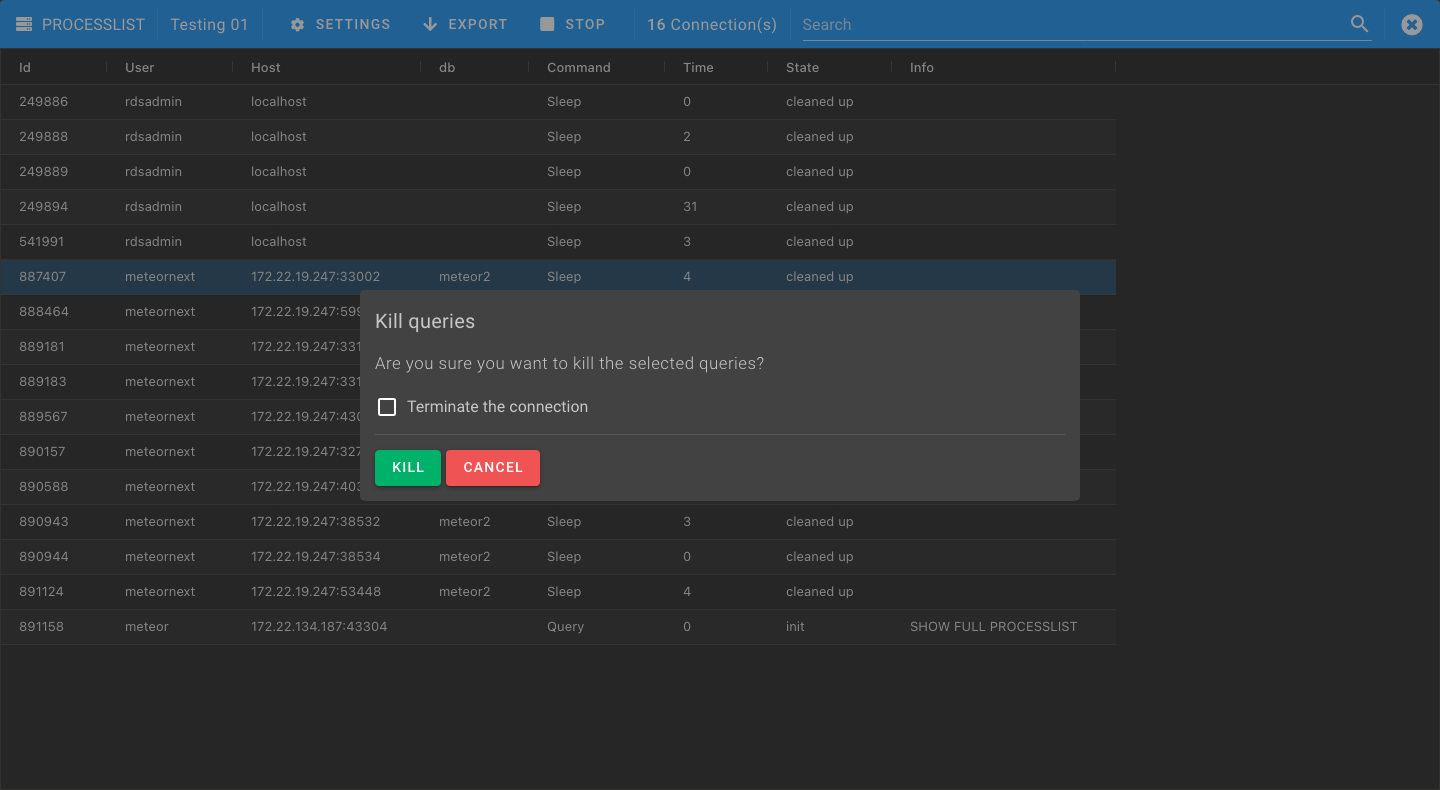 PROCESSLIST Testing 01 SETTINGS EXPORT STOP 16 Connection(s) Search
Id User Host db Command Time State Info
249886 rdsadmin localhost Sleep 0 cleaned up
249888 rdsadmin localhost Sleep 2 cleaned up
249889 rdsadmin localhost Sleep 0 cleaned up
249894 rdsadmin localhost Sleep 31 cleaned up
541991 rdsadmin localhost Sleep 3 cleaned up
887407 meteornext 172.22.19.247:33002 meteor2 Sleep 4 cleaned up
888464 meteornext 172.22.19.247:599
889181 meteornext 172.22.19.247:331
889183 meteornext 172.22.19.247:331
889567 meteornext 172.22.19.247:430
890157 meteornext 172.22.19.247:327
890588 meteornext 172.22.19.247:403
Kill queries
Are you sure you want to kill the selected queries?
Terminate the connection
KILL CANCEL
890943 meteornext 172.22.19.247:38532 meteor2 Sleep 3 cleaned up
890944 meteornext 172.22.19.247:38534 meteor2 Sleep 0 cleaned up
891124 meteornext 172.22.19.247:53448 meteor2 Sleep 4 cleaned up
891158 meteor 172.22.134.187:43304 Query 0 init SHOW FULL PROCESSLIST